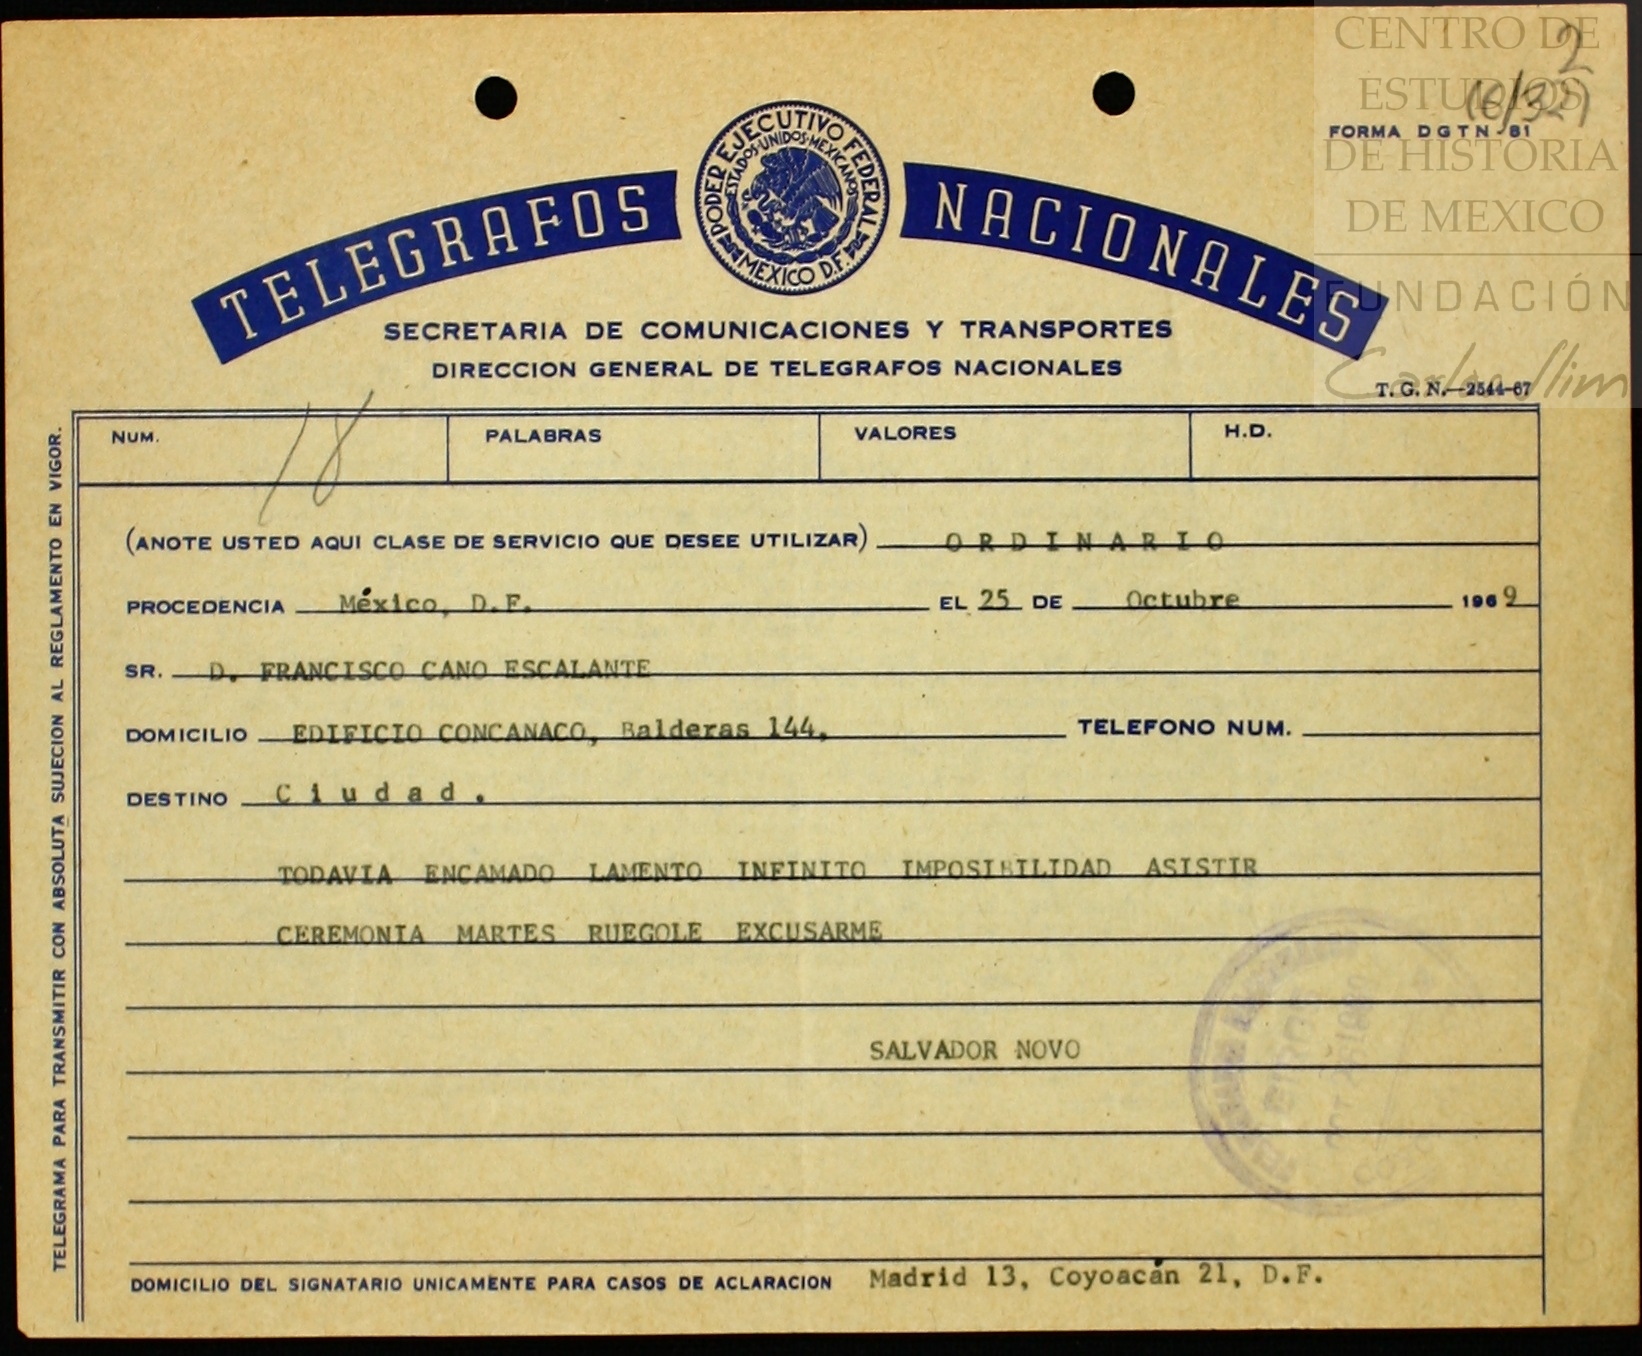 CENTRO DE
ESTUDIOS
DE HISTORIA
DE MEXICO
FUNDACIÓN
Carlos Slim
2
FORMA DGTN-81
TELEGRAFOS NACIONALES
PODER EJECUTIVO FEDERAL
ESTADOS UNIDOS MEXICANOS
MEXICO D.F.
SECRETARIA DE COMUNICACIONES Y TRANSPORTES
DIRECCION GENERAL DE TELEGRAFOS NACIONALES
T. G. N.—2544-67
NUM. 18 PALABRAS VALORES H.D.
(ANOTE USTED AQUI CLASE DE SERVICIO QUE DESEE UTILIZAR) O R D I N A R I O
PROCEDENCIA México, D.F. EL 25 DE Octubre 1969
SR. D. FRANCISCO CANO ESCALANTE
DOMICILIO EDIFICIO CONCANACO, Balderas 144, TELEFONO NUM.
DESTINO C i u d a d .
TODAVIA ENCAMADO LAMENTO INFINITO IMPOSIBILIDAD ASISTIR
CEREMONIA MARTES RUEGOLE EXCUSARME
SALVADOR NOVO
DOMICILIO DEL SIGNATARIO UNICAMENTE PARA CASOS DE ACLARACION Madrid 13, Coyoacán 21, D.F.
TELEGRAMA PARA TRANSMITIR CON ABSOLUTA SUJECION AL REGLAMENTO EN VIGOR.